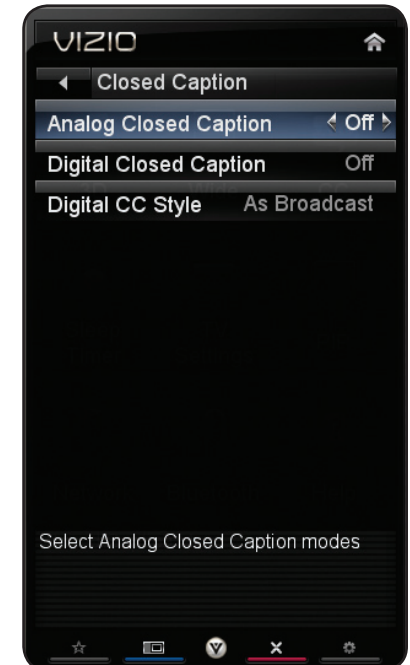 VIZIO
Closed Caption
Analog Closed Caption Off
Digital Closed Caption Off
Digital CC Style As Broadcast
Select Analog Closed Caption modes
V